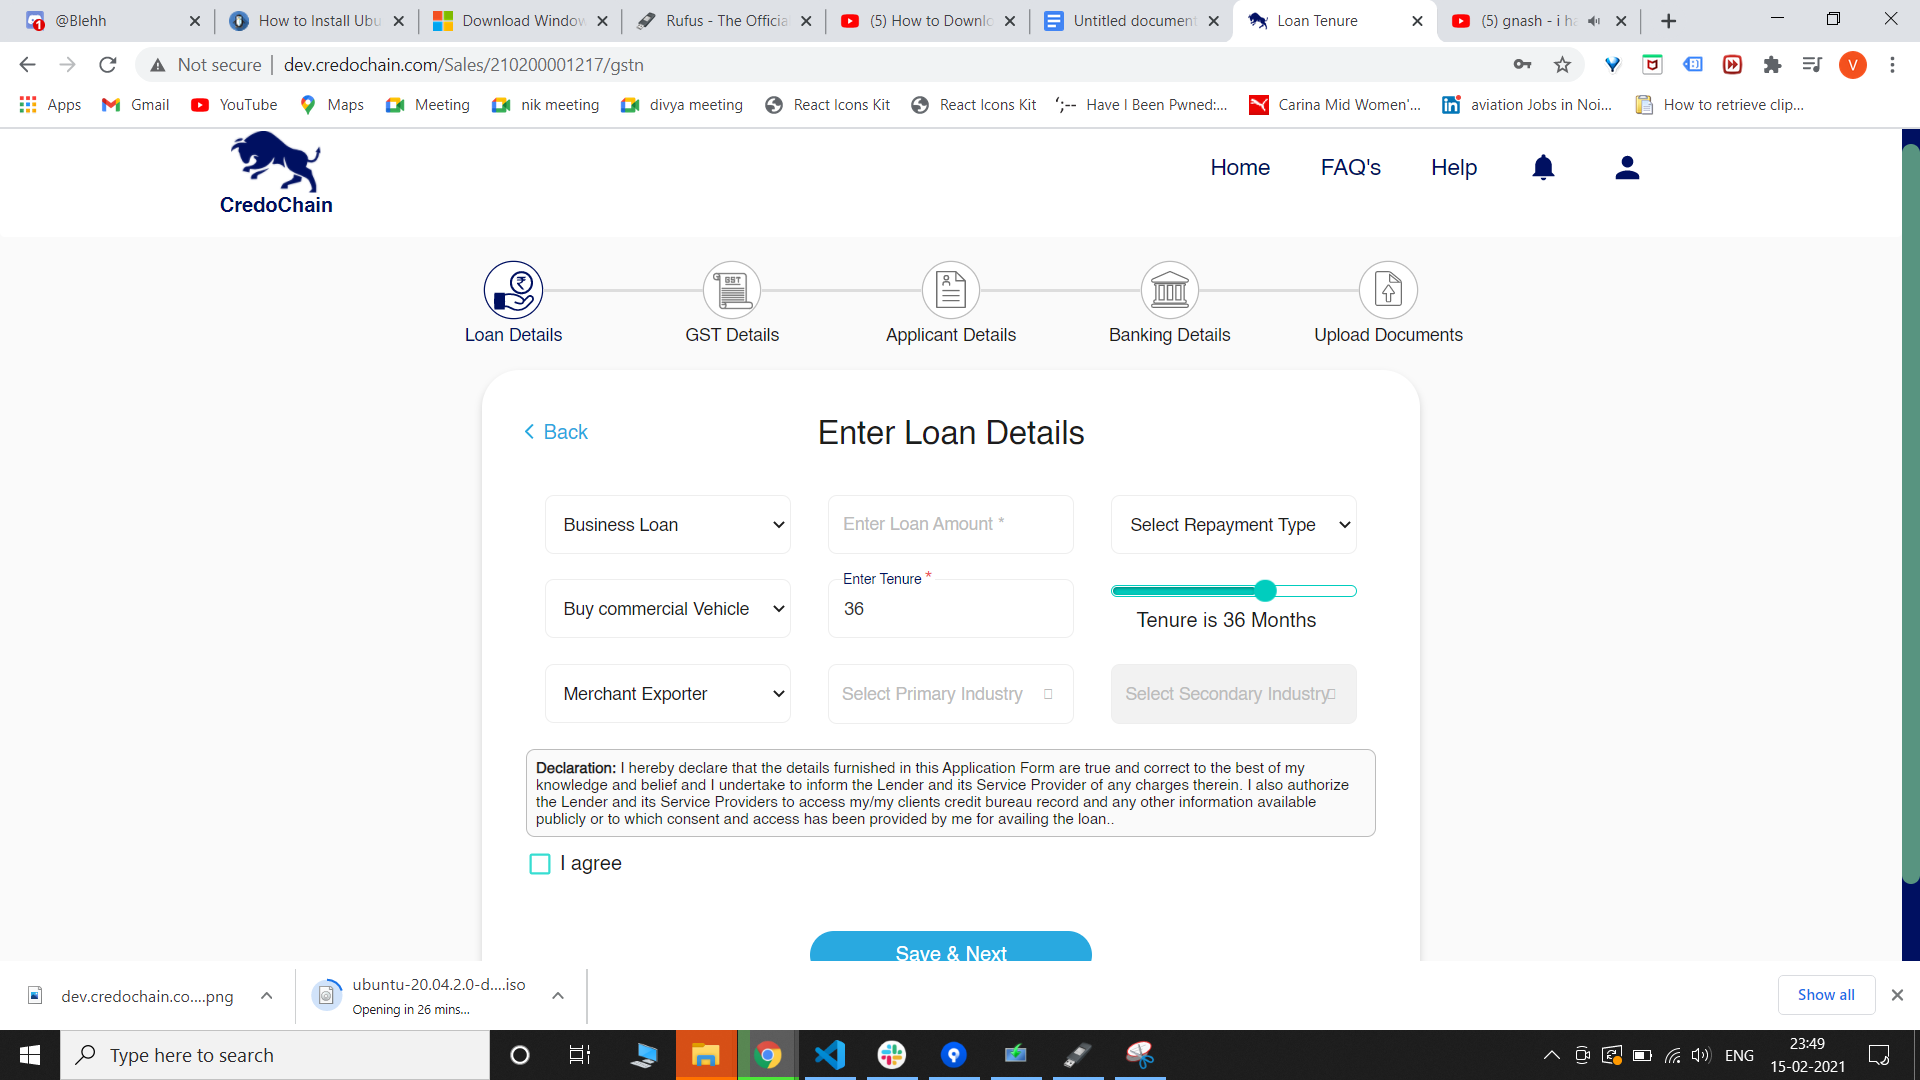 @Blehh
How to Install Ubu
Download Window
Rufus - The Official
(5) How to Downlo
Untitled document
Loan Tenure
(5) gnash - i ha
Not secure
dev.credochain.com/Sales/210200001217/gstn
V
Apps
Gmail
YouTube
Maps
Meeting
nik meeting
divya meeting
React Icons Kit
React Icons Kit
Have I Been Pwned:...
Carina Mid Women'...
aviation Jobs in Noi...
How to retrieve clip...
CredoChain
Home
FAQ's
Help
GST
Loan Details
GST Details
Applicant Details
Banking Details
Upload Documents
Back
Enter Loan Details
Business Loan
Enter Loan Amount *
Select Repayment Type
Buy commercial Vehicle
Enter Tenure *
36
Tenure is 36 Months
Merchant Exporter
Select Primary Industry
Select Secondary Industry
Declaration: I hereby declare that the details furnished in this Application Form are true and correct to the best of my
knowledge and belief and I undertake to inform the Lender and its Service Provider of any charges therein. I also authorize
the Lender and its Service Providers to access my/my clients credit bureau record and any other information available
publicly or to which consent and access has been provided by me for availing the loan..
I agree
Save & Next
dev.credochain.co....png
ubuntu-20.04.2.0-d....iso
Opening in 26 mins...
Show all
Type here to search
ENG
23:49
15-02-2021